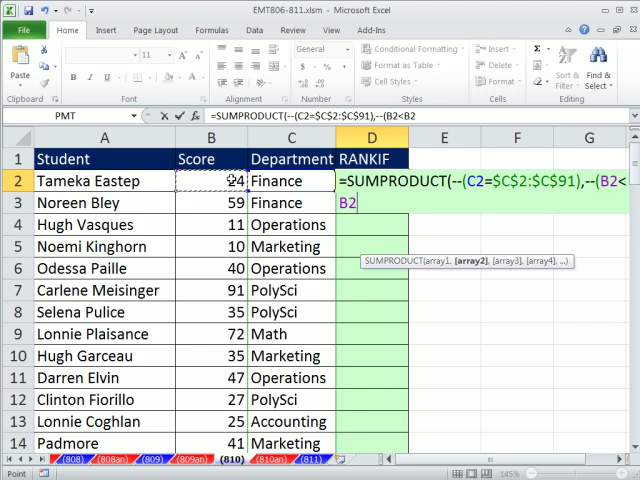 EMT806-811.xlsm - Microsoft Excel
File Home Insert Page Layout Formulas Data Review View Add-Ins
Paste
11 A A
General
Conditional Formatting
Format as Table
Cell Styles
Insert
Delete
Format
Sort & Filter
Find & Select
B I U
$ % ,
Clipboard Font Alignment Number Styles Cells Editing
PMT fx =SUMPRODUCT(--(C2=$C$2:$C$91),--(B2<B2
A B C D E F G
1 Student Score Department RANKIF
2 Tameka Eastep 24 Finance =SUMPRODUCT(--(C2=$C$2:$C$91),--(B2<
3 Noreen Bley 59 Finance B2
4 Hugh Vasques 11 Operations
5 Noemi Kinghorn 10 Marketing
SUMPRODUCT(array1, [array2], [array3], [array4], ...)
6 Odessa Paille 40 Operations
7 Carlene Meisinger 91 PolySci
8 Selena Pulice 35 PolySci
9 Lonnie Plaisance 72 Math
10 Hugh Garceau 35 Marketing
11 Darren Elvin 47 Operations
12 Clinton Fiorillo 27 PolySci
13 Lonnie Coghlan 25 Accounting
14 Padmore 41 Marketing
(808) (808an) (809) (809an) (810) (810an) (811)
Point 145%